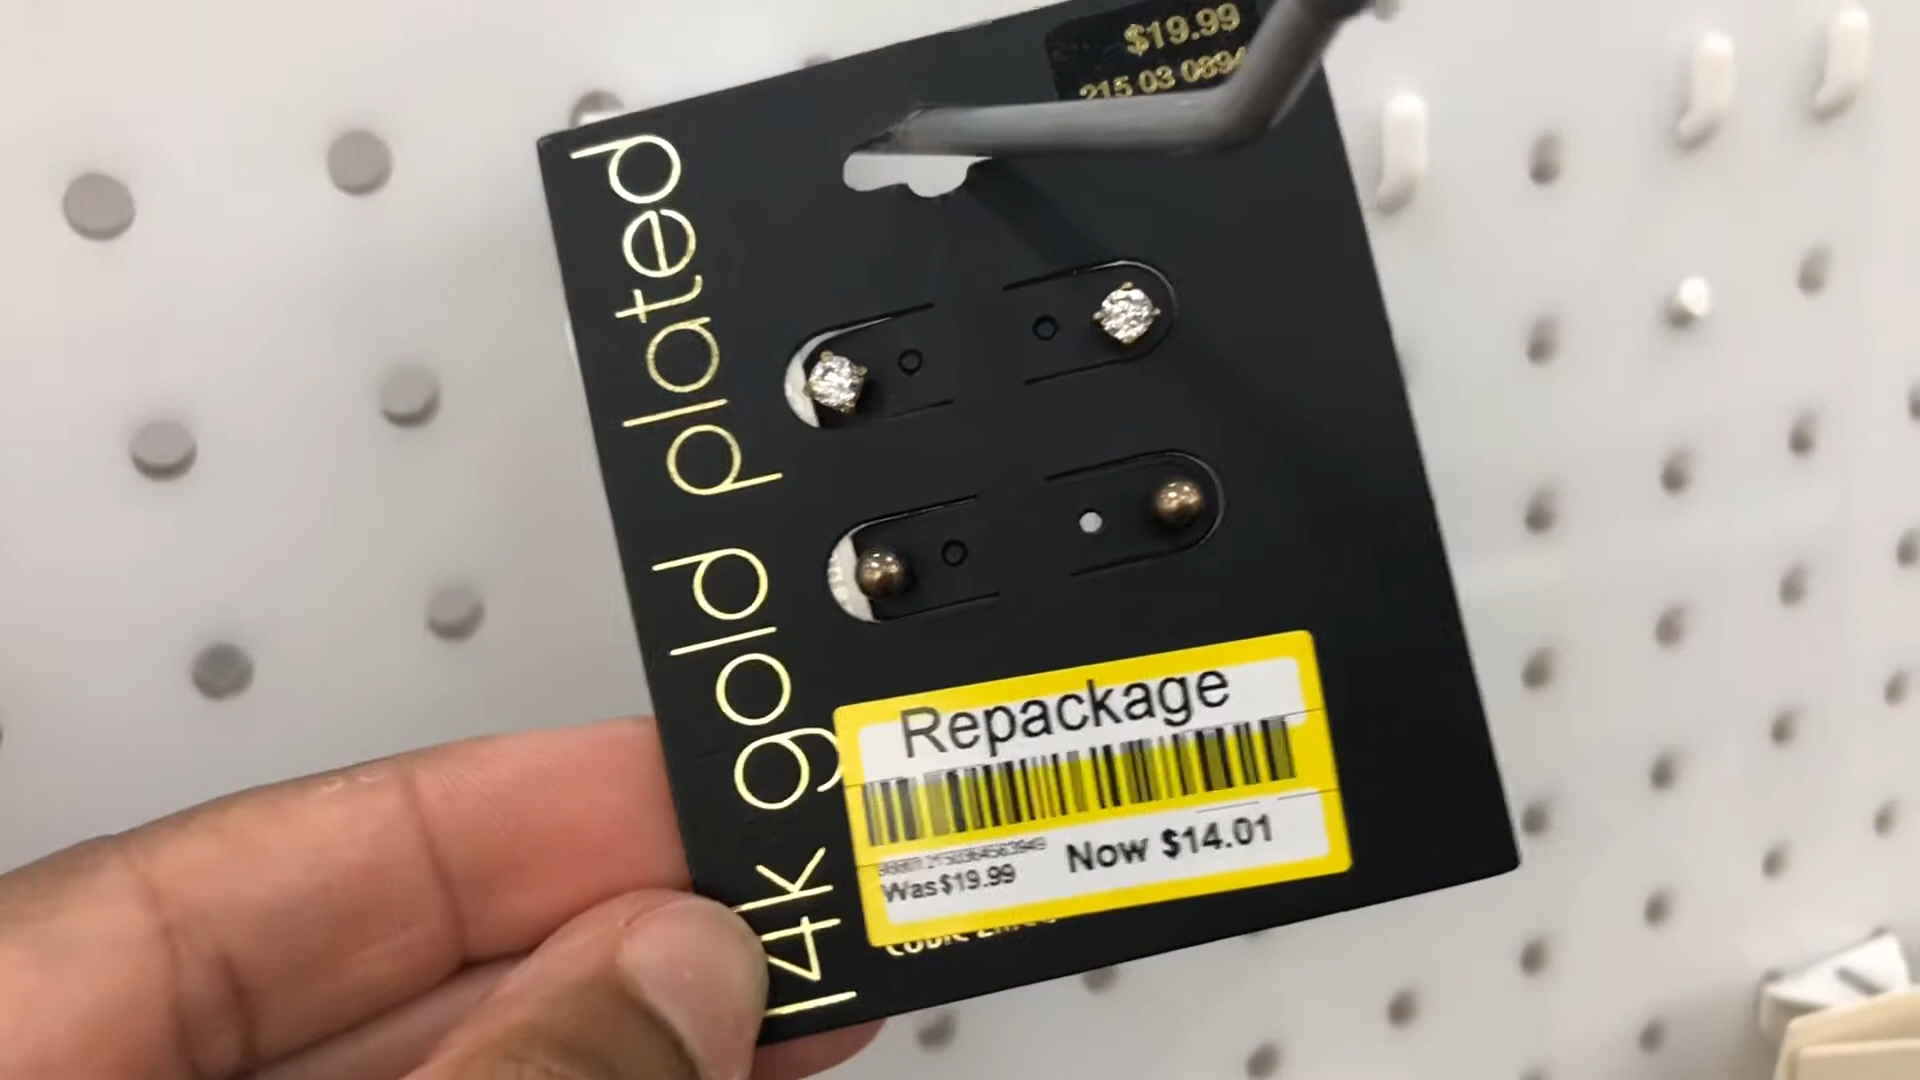 $19.99
215 03 0894
14k gold plated
Repackage
Was $19.99
Now $14.01